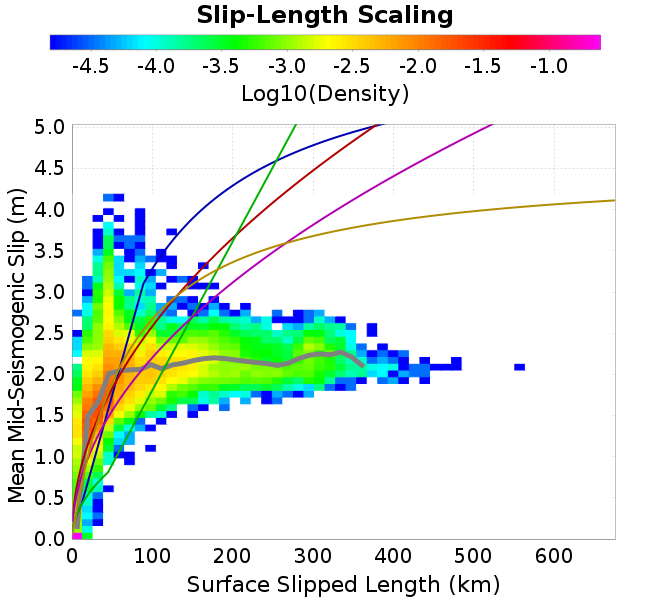 Slip-Length Scaling
-4.5 -4.0 -3.5 -3.0 -2.5 -2.0 -1.5 -1.0
Log10(Density)
5.0
4.5
4.0
3.5
3.0
2.5
2.0
1.5
1.0
0.5
0.0
Mean Mid-Seismogenic Slip (m)
0 100 200 300 400 500 600
Surface Slipped Length (km)